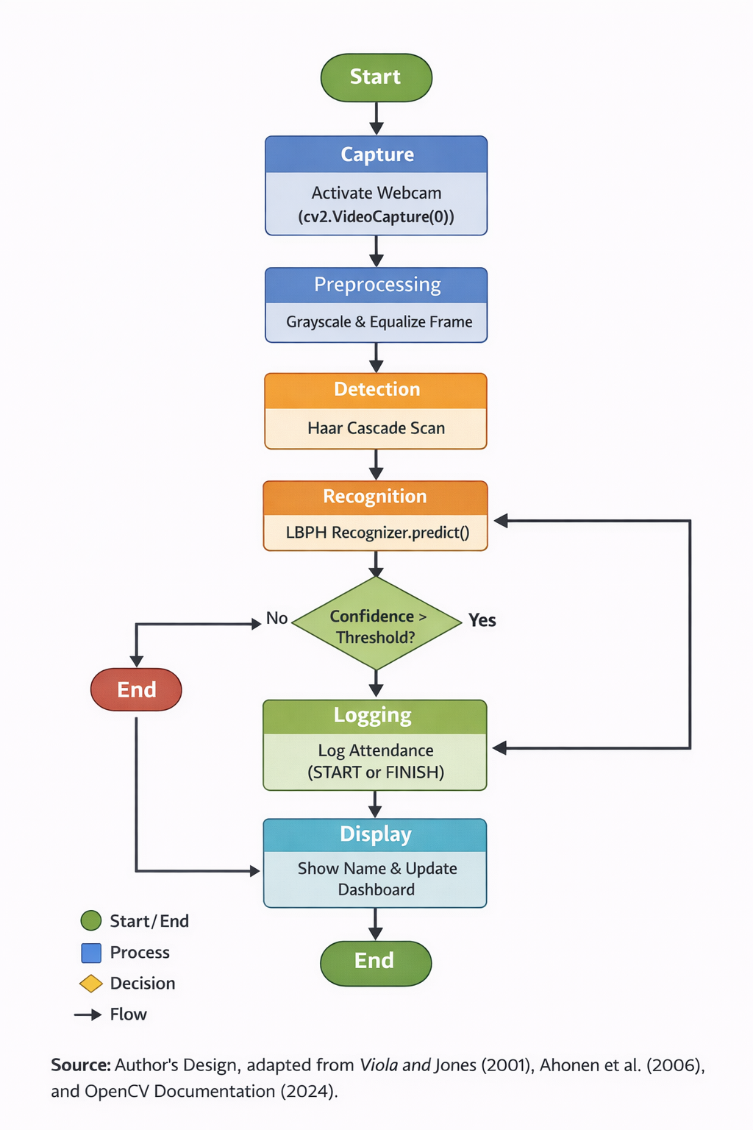 Start
Capture
Activate Webcam
(cv2.VideoCapture(0))
Preprocessing
Grayscale & Equalize Frame
Detection
Haar Cascade Scan
Recognition
LBPH Recognizer.predict()
No
Confidence >
Threshold?
Yes
End
Logging
Log Attendance
(START or FINISH)
Display
Show Name & Update
Dashboard
End
Start/End
Process
Decision
Flow
Source: Author's Design, adapted from Viola and Jones (2001), Ahonen et al. (2006),
and OpenCV Documentation (2024).